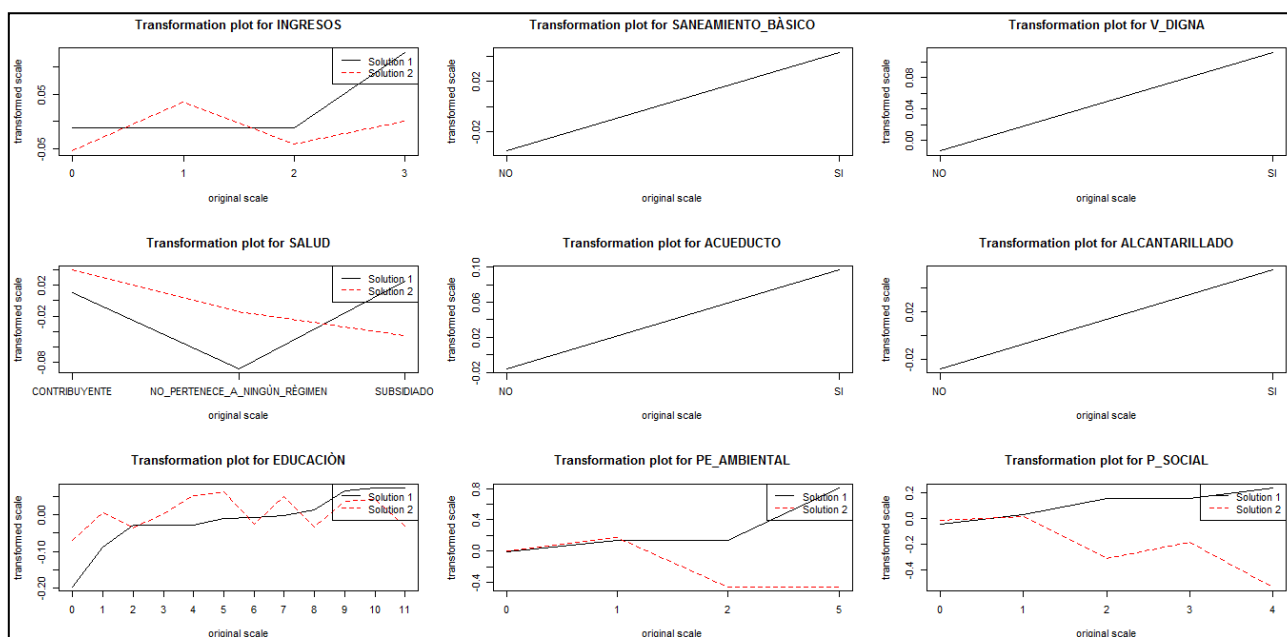 Transformation plot for INGRESOS
transformed scale
0.05
-0.05
Solution 1
Solution 2
0 1 2 3
original scale
Transformation plot for SANEAMIENTO_BÀSICO
transformed scale
0.02
-0.02
NO SI
original scale
Transformation plot for V_DIGNA
transformed scale
0.08
0.04
0.00
NO SI
original scale
Transformation plot for SALUD
transformed scale
0.02
-0.02
-0.08
Solution 1
Solution 2
CONTRIBUYENTE NO_PERTENECE_A_NINGÙN_RÈGIMEN SUBSIDIADO
original scale
Transformation plot for ACUEDUCTO
transformed scale
0.10
0.06
0.02
-0.02
NO SI
original scale
Transformation plot for ALCANTARILLADO
transformed scale
0.02
-0.02
NO SI
original scale
Transformation plot for EDUCACIÒN
transformed scale
0.00
-0.10
-0.20
Solution 1
Solution 2
0 1 2 3 4 5 6 7 8 9 10 11
original scale
Transformation plot for PE_AMBIENTAL
transformed scale
0.8
0.4
0.0
-0.4
Solution 1
Solution 2
0 1 2 5
original scale
Transformation plot for P_SOCIAL
transformed scale
0.2
0.0
-0.2
-0.4
Solution 1
Solution 2
0 1 2 3 4
original scale